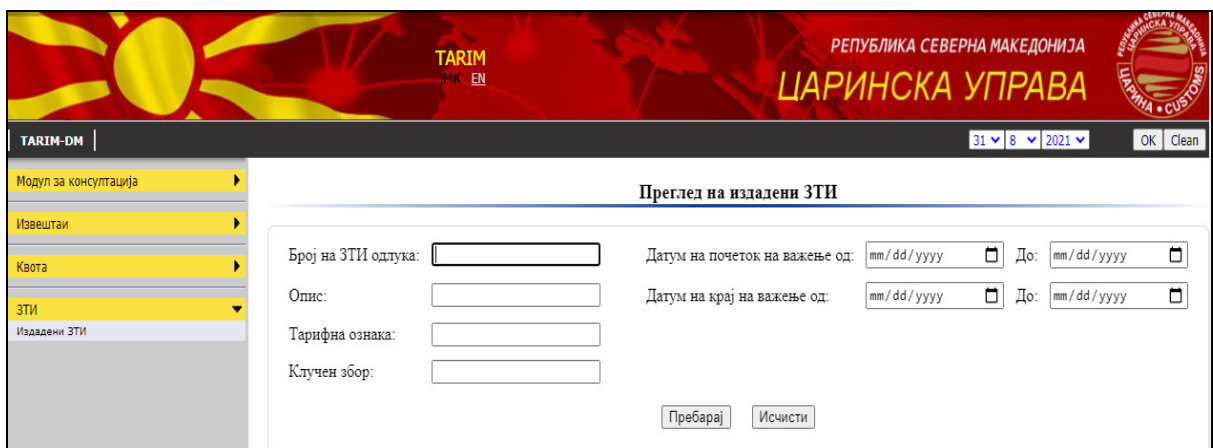 TARIM
MK EN
РЕПУБЛИКА СЕВЕРНА МАКЕДОНИЈА
ЦАРИНСКА УПРАВА
ЦАРИНА • CUSTOMS
TARIM-DM
31 8 2021 OK Clean
Модул за консултација
Извештаи
Квота
ЗТИ
Издадени ЗТИ
Преглед на издадени ЗТИ
Број на ЗТИ одлука: Датум на почеток на важење од: mm/dd/yyyy До: mm/dd/yyyy
Опис: Датум на крај на важење од: mm/dd/yyyy До: mm/dd/yyyy
Тарифна ознака:
Клучен збор:
Пребарај Исчисти